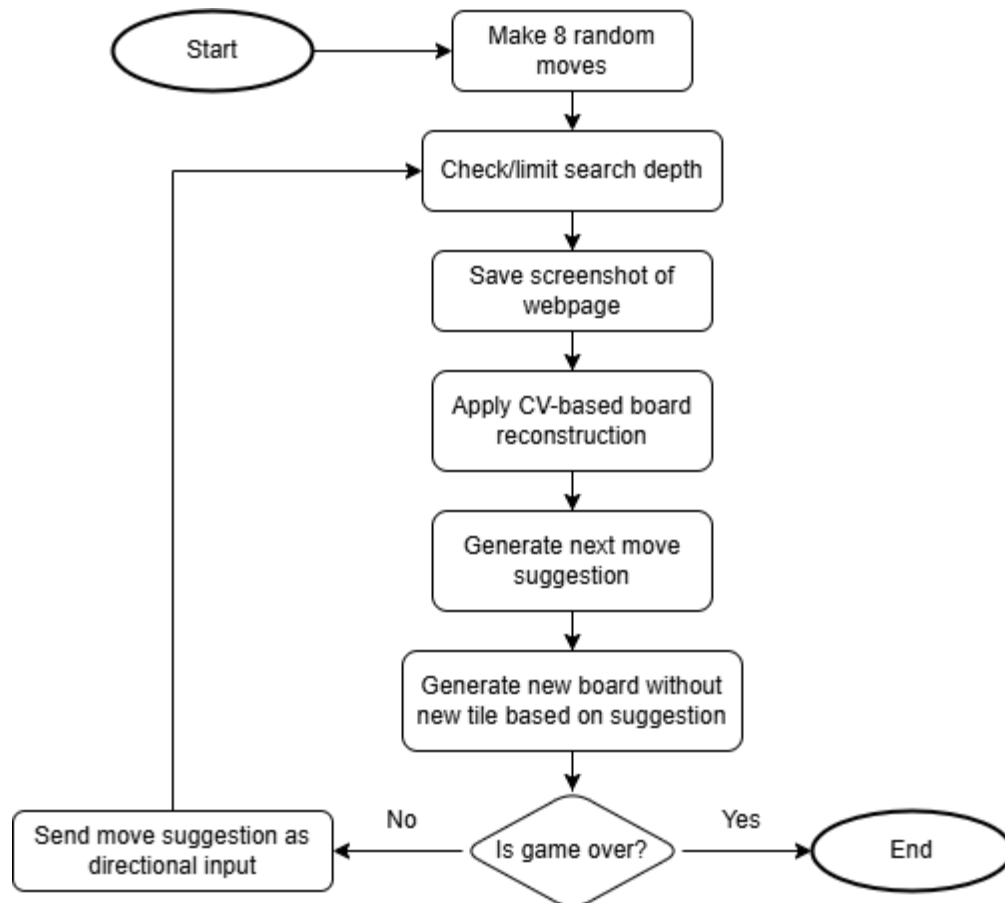 Start
Make 8 random
moves
Check/limit search depth
Save screenshot of
webpage
Apply CV-based board
reconstruction
Generate next move
suggestion
Generate new board without
new tile based on suggestion
Is game over?
No
Yes
Send move suggestion as
directional input
End